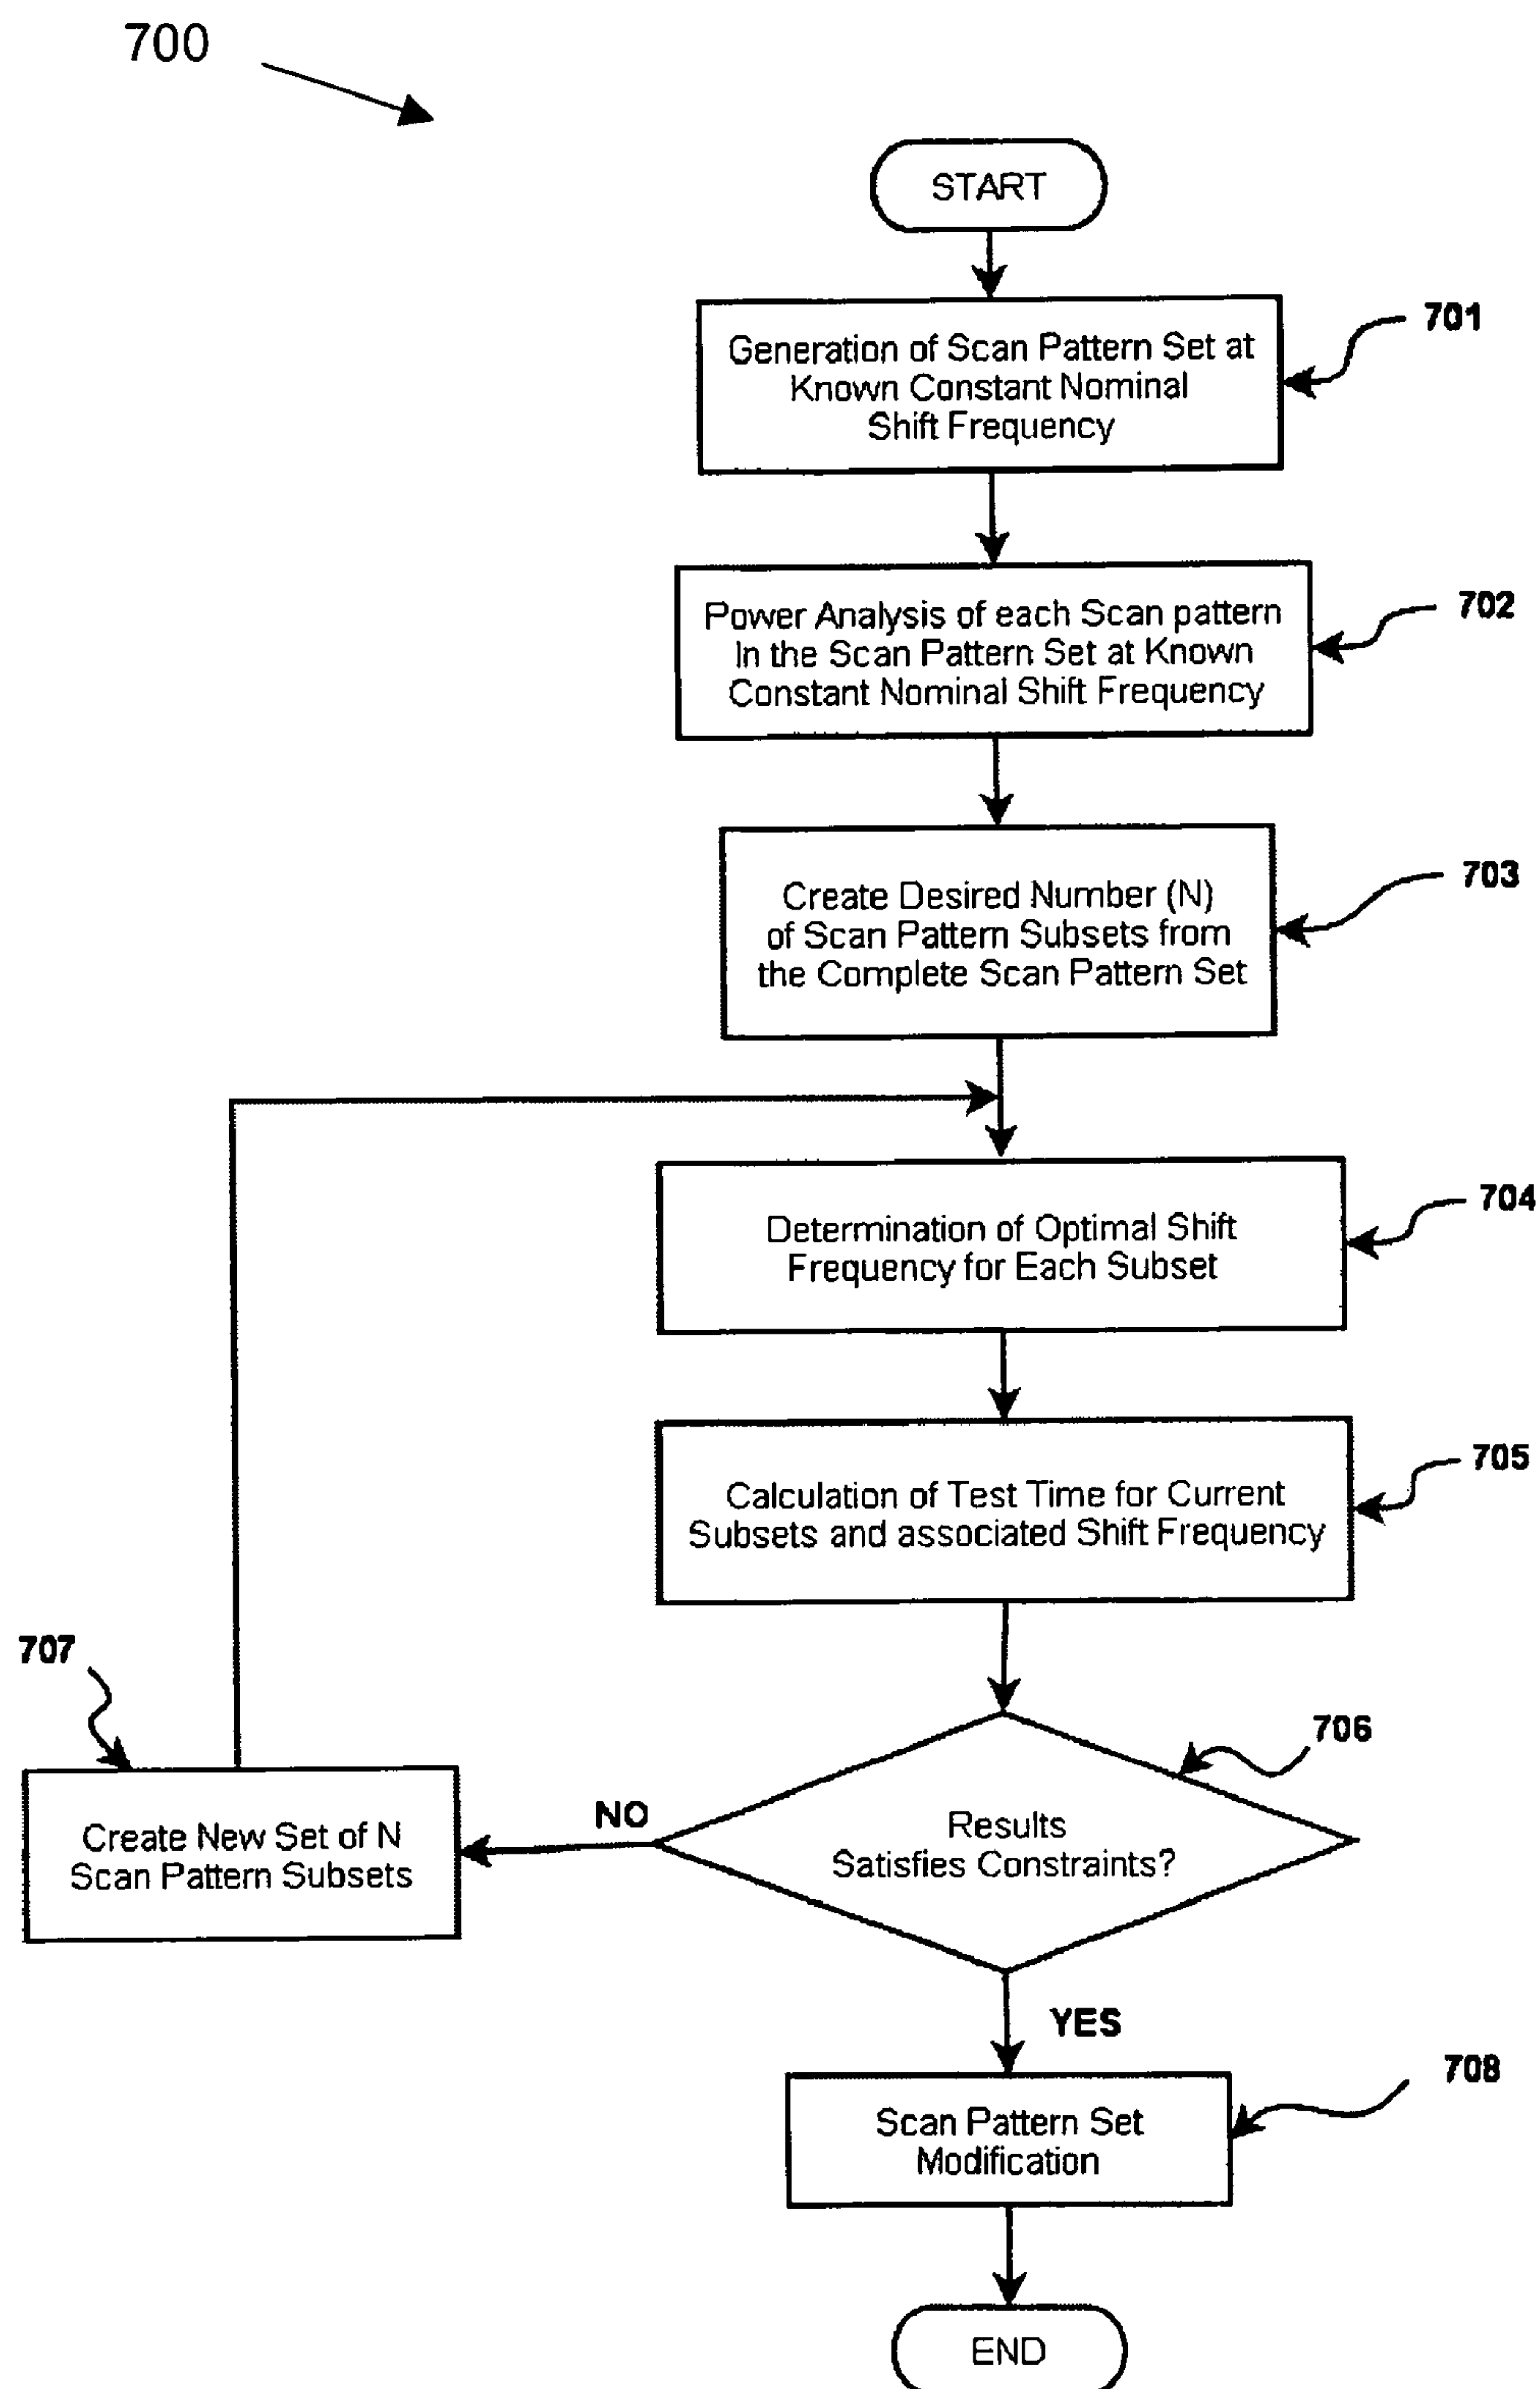 700
START
Generation of Scan Pattern Set at
Known Constant Nominal
Shift Frequency
701
Power Analysis of each Scan pattern
In the Scan Pattern Set at Known
Constant Nominal Shift Frequency
702
Create Desired Number (N)
of Scan Pattern Subsets from
the Complete Scan Pattern Set
703
Determination of Optimal Shift
Frequency for Each Subset
704
Calculation of Test Time for Current
Subsets and associated Shift Frequency
705
706
Results
Satisfies Constraints?
NO
707
Create New Set of N
Scan Pattern Subsets
YES
708
Scan Pattern Set
Modification
END